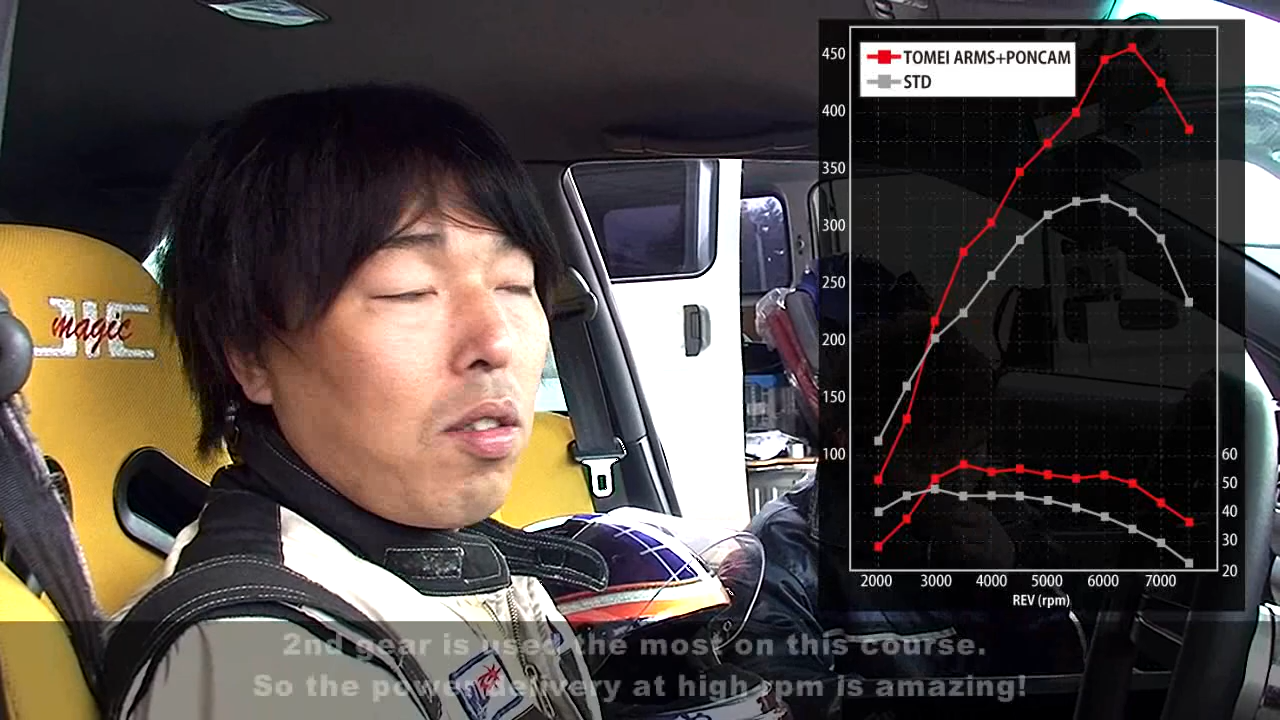 TOMEI ARMS+PONCAM
STD
450
400
350
300
250
200
150
100
60
50
40
30
20
2000 3000 4000 5000 6000 7000
REV (rpm)
magic
2nd gear is used the most on this course.
So the power delivery at high rpm is amazing!